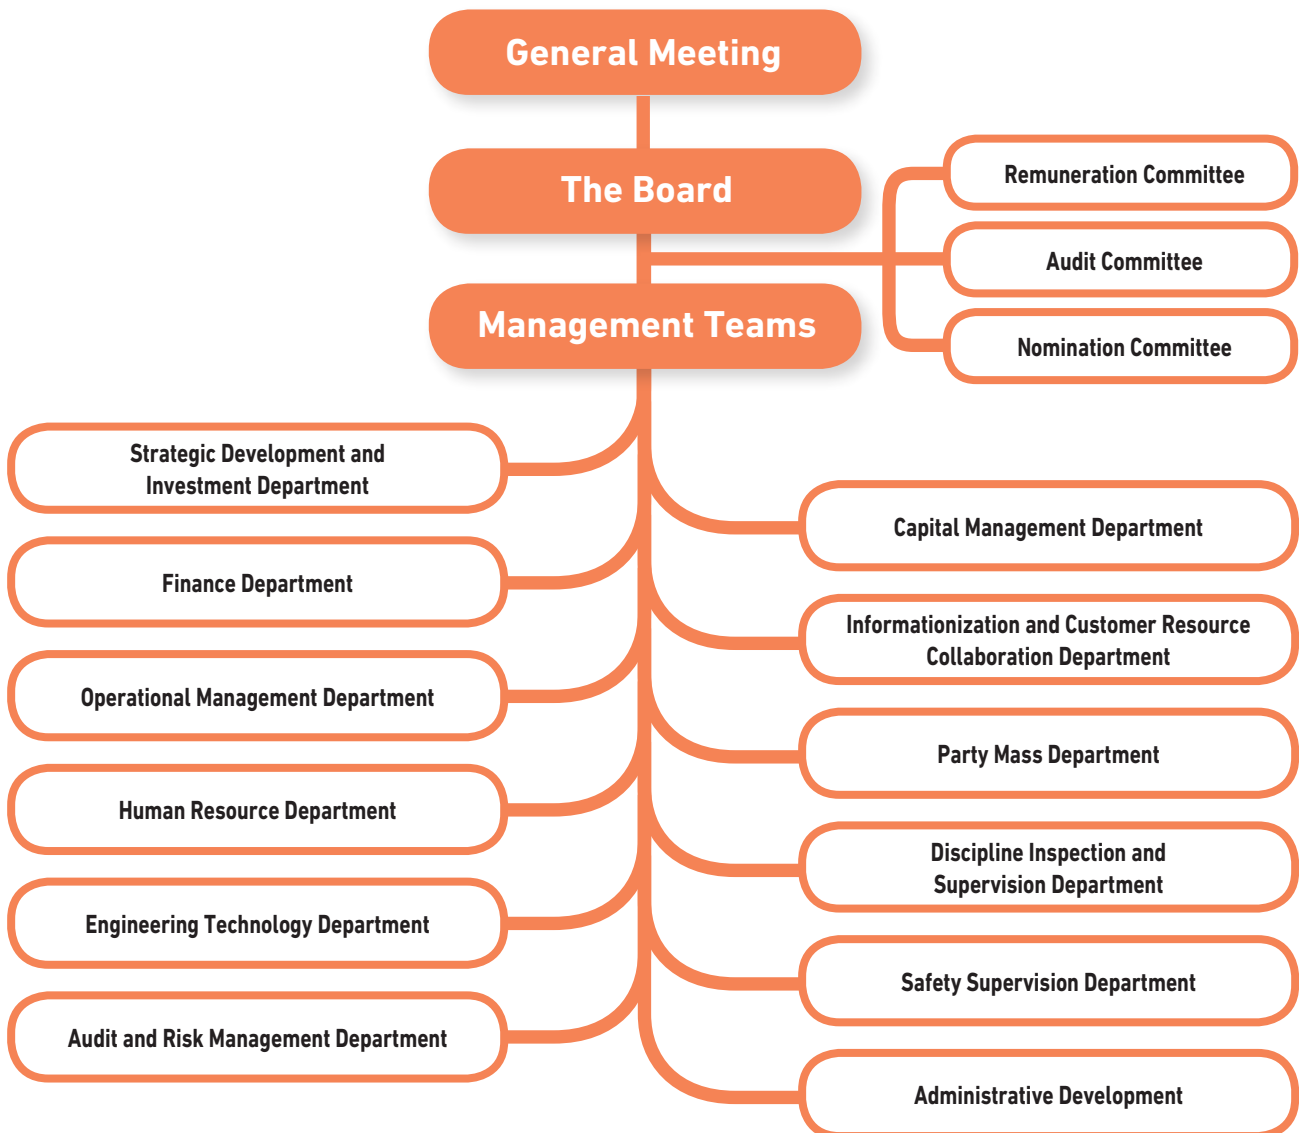 General Meeting
The Board
Remuneration Committee
Audit Committee
Nomination Committee
Management Teams
Strategic Development and
Investment Department
Finance Department
Operational Management Department
Human Resource Department
Engineering Technology Department
Audit and Risk Management Department
Capital Management Department
Informationization and Customer Resource
Collaboration Department
Party Mass Department
Discipline Inspection and
Supervision Department
Safety Supervision Department
Administrative Development